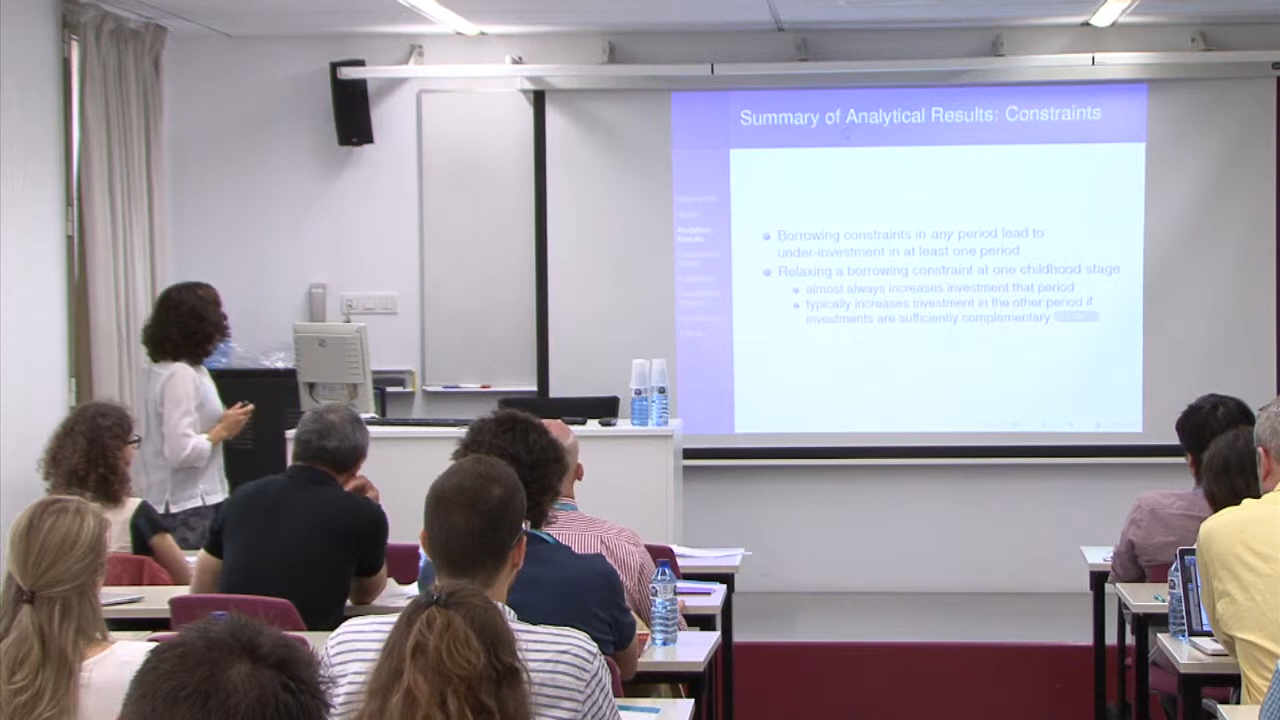 Summary of Analytical Results: Constraints
Analytical
Results
Borrowing constraints in any period lead to
under-investment in at least one period
Relaxing a borrowing constraint at one childhood stage
almost always increases investment that period
typically increases investment in the other period if
investments are sufficiently complementary